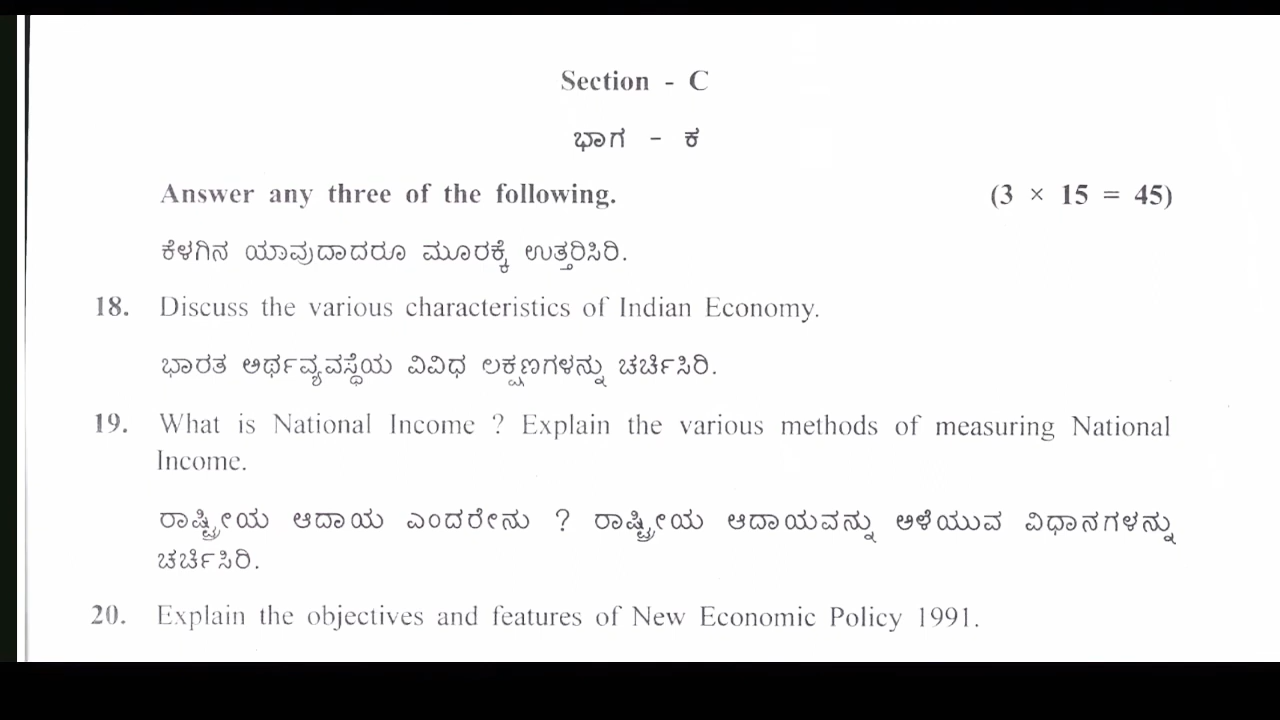 Section - C
ಭಾಗ - ಕ
Answer any three of the following. (3 × 15 = 45)
ಕೆಳಗಿನ ಯಾವುದಾದರೂ ಮೂರಕ್ಕೆ ಉತ್ತರಿಸಿರಿ.
18. Discuss the various characteristics of Indian Economy.
ಭಾರತ ಅರ್ಥವ್ಯವಸ್ಥೆಯ ವಿವಿಧ ಲಕ್ಷಣಗಳನ್ನು ಚರ್ಚಿಸಿರಿ.
19. What is National Income ? Explain the various methods of measuring National
Income.
ರಾಷ್ಟ್ರೀಯ ಆದಾಯ ಎಂದರೇನು ? ರಾಷ್ಟ್ರೀಯ ಆದಾಯವನ್ನು ಅಳೆಯುವ ವಿಧಾನಗಳನ್ನು
ಚರ್ಚಿಸಿರಿ.
20. Explain the objectives and features of New Economic Policy 1991.